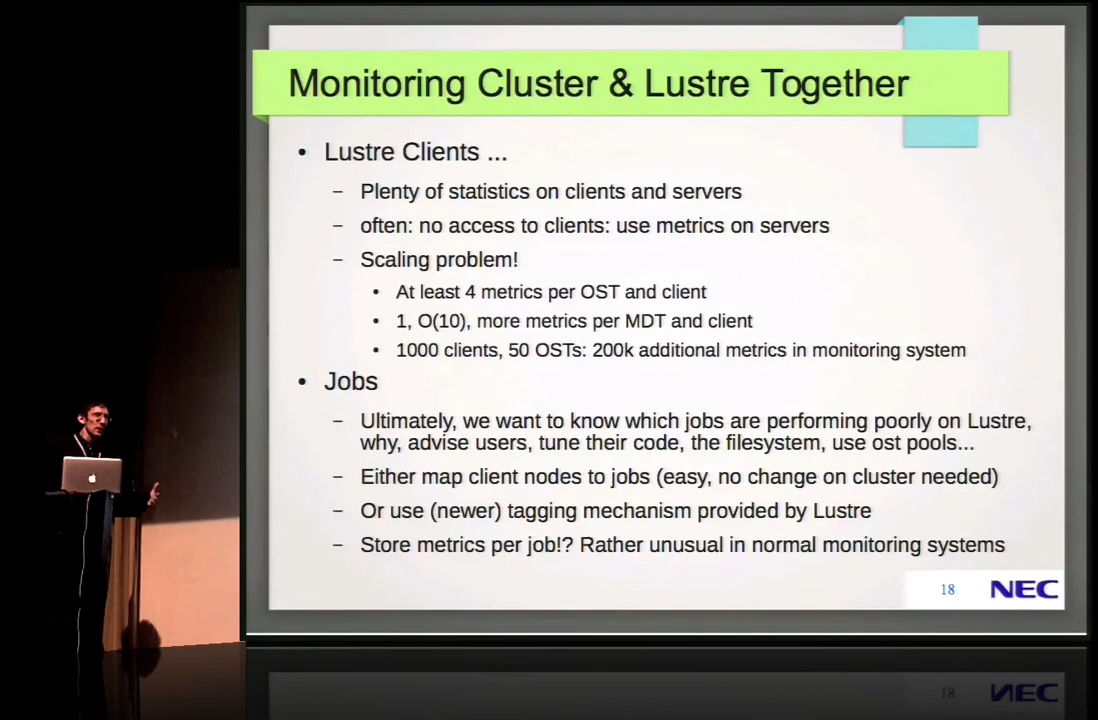 Monitoring Cluster & Lustre Together
• Lustre Clients ...
– Plenty of statistics on clients and servers
– often: no access to clients: use metrics on servers
– Scaling problem!
• At least 4 metrics per OST and client
• 1, O(10), more metrics per MDT and client
• 1000 clients, 50 OSTs: 200k additional metrics in monitoring system
• Jobs
– Ultimately, we want to know which jobs are performing poorly on Lustre,
why, advise users, tune their code, the filesystem, use ost pools...
– Either map client nodes to jobs (easy, no change on cluster needed)
– Or use (newer) tagging mechanism provided by Lustre
– Store metrics per job!? Rather unusual in normal monitoring systems
18 NEC